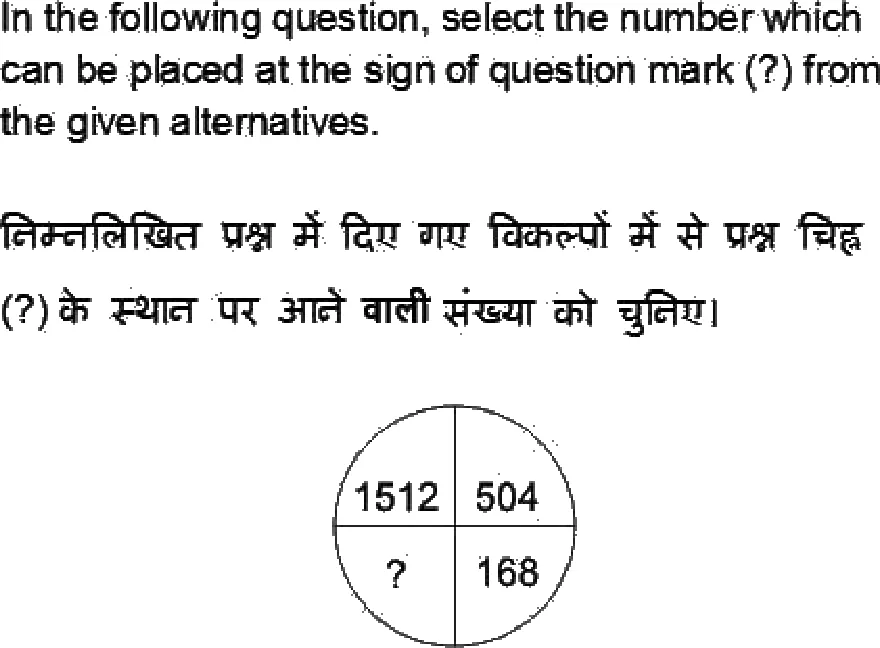 In the following question, select the number which
can be placed at the sign of question mark (?) from
the given alternatives.
निम्नलिखित प्रश्न में दिए गए विकल्पों में से प्रश्न चिह्न
(?) के स्थान पर आने वाली संख्या को चुनिए।
1512 504
? 168